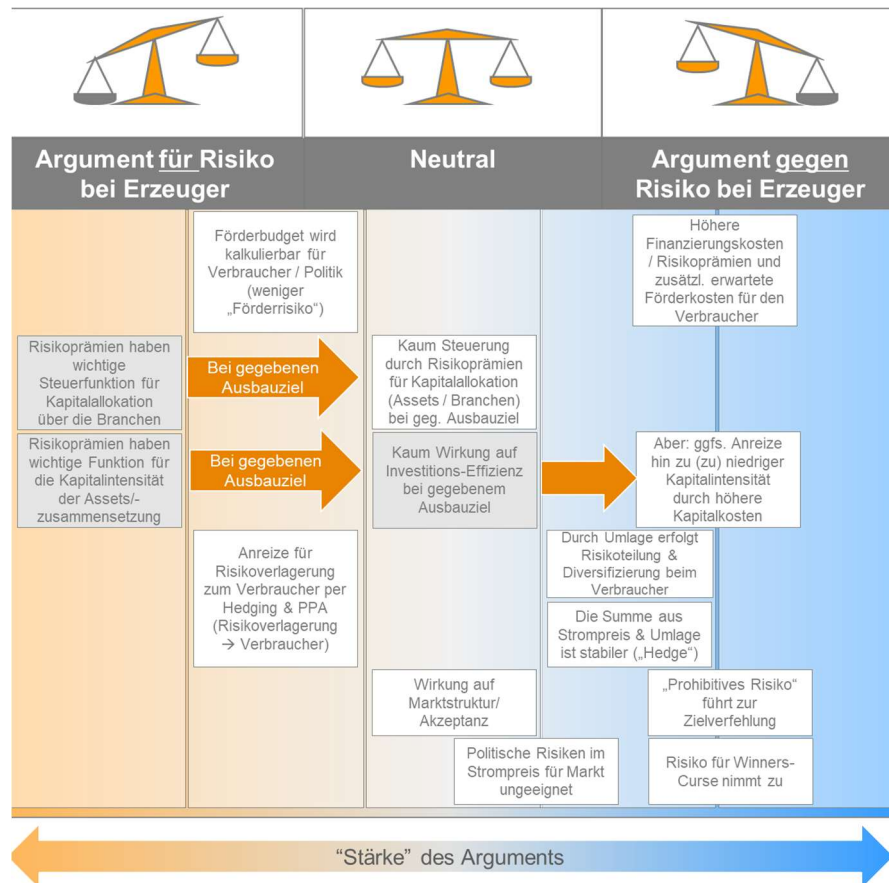 Argument für Risiko
bei Erzeuger
Neutral
Argument gegen
Risiko bei Erzeuger
Förderbudget wird
kalkulierbar für
Verbraucher / Politik
(weniger
„Förderrisiko“)
Höhere
Finanzierungskosten
/ Risikoprämien und
zusätzl. erwartete
Förderkosten für den
Verbraucher
Risikoprämien haben
wichtige
Steuerfunktion für
Kapitalallokation
über die Branchen
Bei gegebenen
Ausbauziel
Kaum Steuerung
durch Risikoprämien
für Kapitalallokation
(Assets / Branchen)
bei geg. Ausbauziel
Risikoprämien haben
wichtige Funktion für
die Kapitalintensität
der Assets/-
zusammensetzung
Bei gegebenen
Ausbauziel
Kaum Wirkung auf
Investitions-Effizienz
bei gegebenem
Ausbauziel
Aber: ggfs. Anreize
hin zu (zu) niedriger
Kapitalintensität
durch höhere
Kapitalkosten
Anreize für
Risikoverlagerung
zum Verbraucher per
Hedging & PPA
(Risikoverlagerung
→ Verbraucher)
Durch Umlage erfolgt
Risikoteilung &
Diversifizierung beim
Verbraucher
Die Summe aus
Strompreis & Umlage
ist stabiler („Hedge“)
Wirkung auf
Marktstruktur/
Akzeptanz
„Prohibitives Risiko“
führt zur
Zielverfehlung
Politische Risiken im
Strompreis für Markt
ungeeignet
Risiko für Winners-
Curse nimmt zu
"Stärke" des Arguments